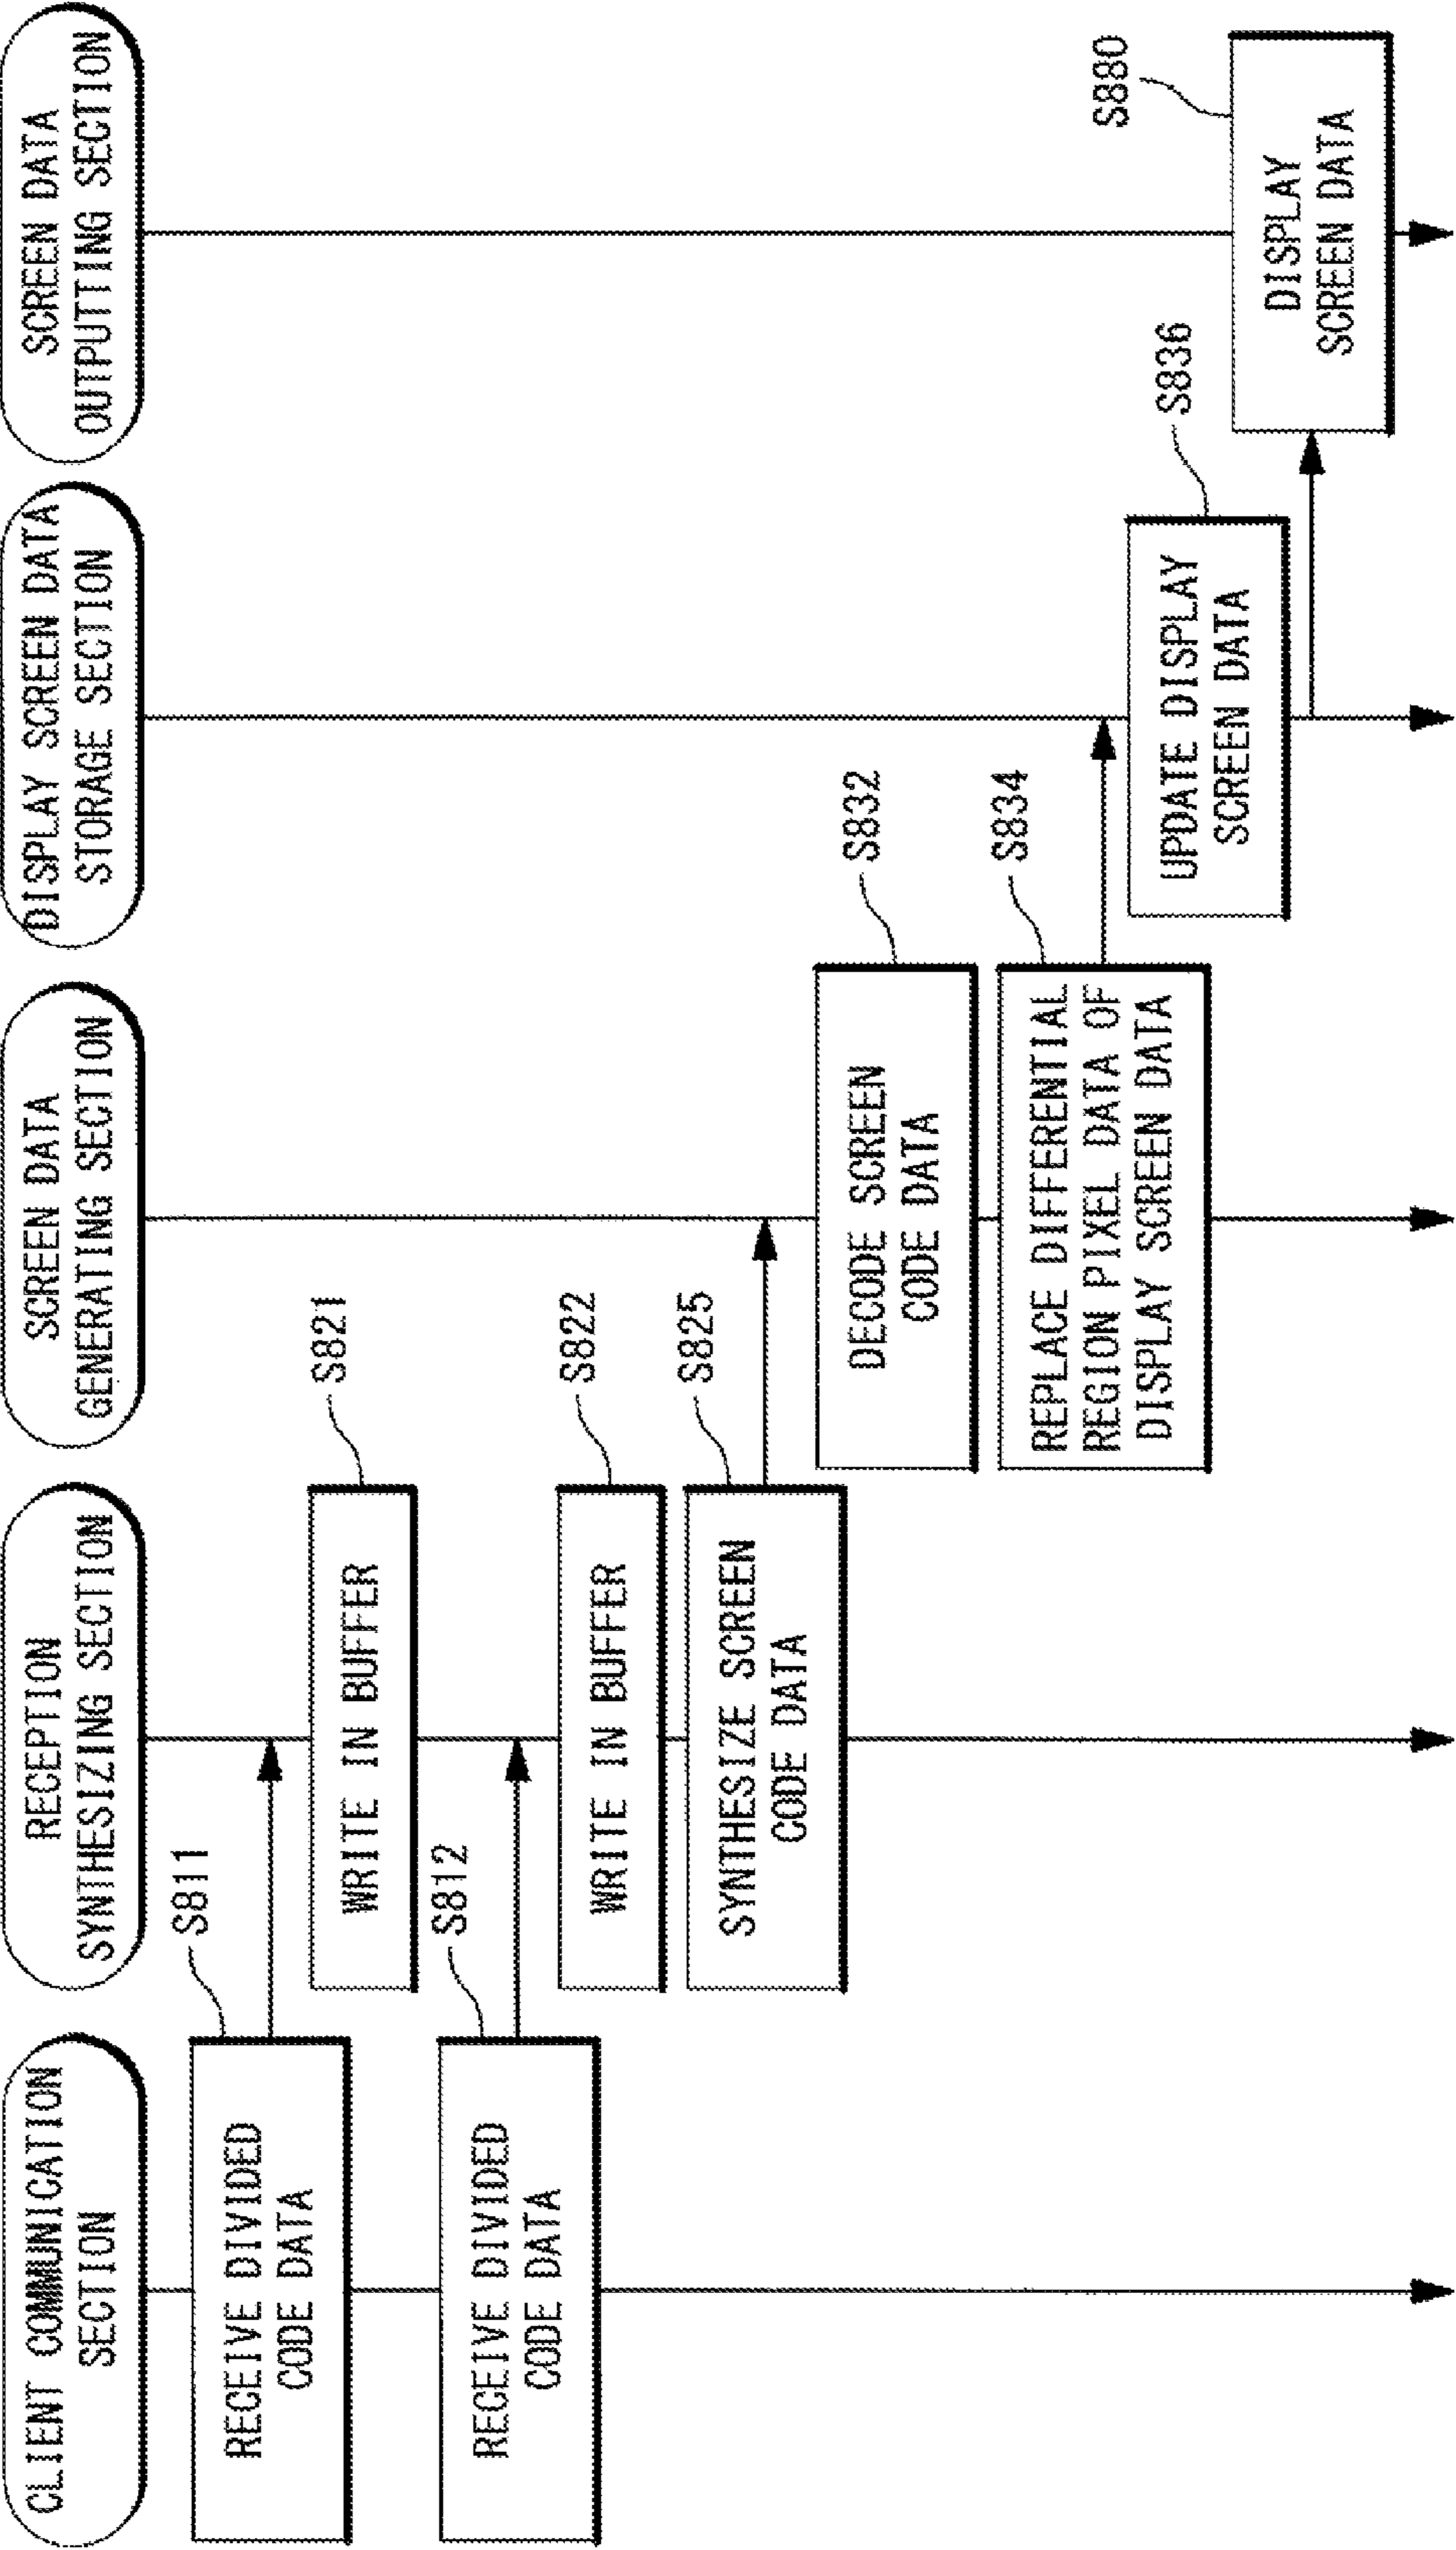 CLIENT COMMUNICATION
SECTION
RECEPTION
SYNTHESIZING SECTION
SCREEN DATA
GENERATING SECTION
DISPLAY SCREEN DATA
STORAGE SECTION
SCREEN DATA
OUTPUTTING SECTION
S811
RECEIVE DIVIDED
CODE DATA
S821
WRITE IN BUFFER
S812
RECEIVE DIVIDED
CODE DATA
S822
WRITE IN BUFFER
S825
SYNTHESIZE SCREEN
CODE DATA
S832
DECODE SCREEN
CODE DATA
S834
REPLACE DIFFERENTIAL
REGION PIXEL DATA OF
DISPLAY SCREEN DATA
S836
UPDATE DISPLAY
SCREEN DATA
S880
DISPLAY
SCREEN DATA